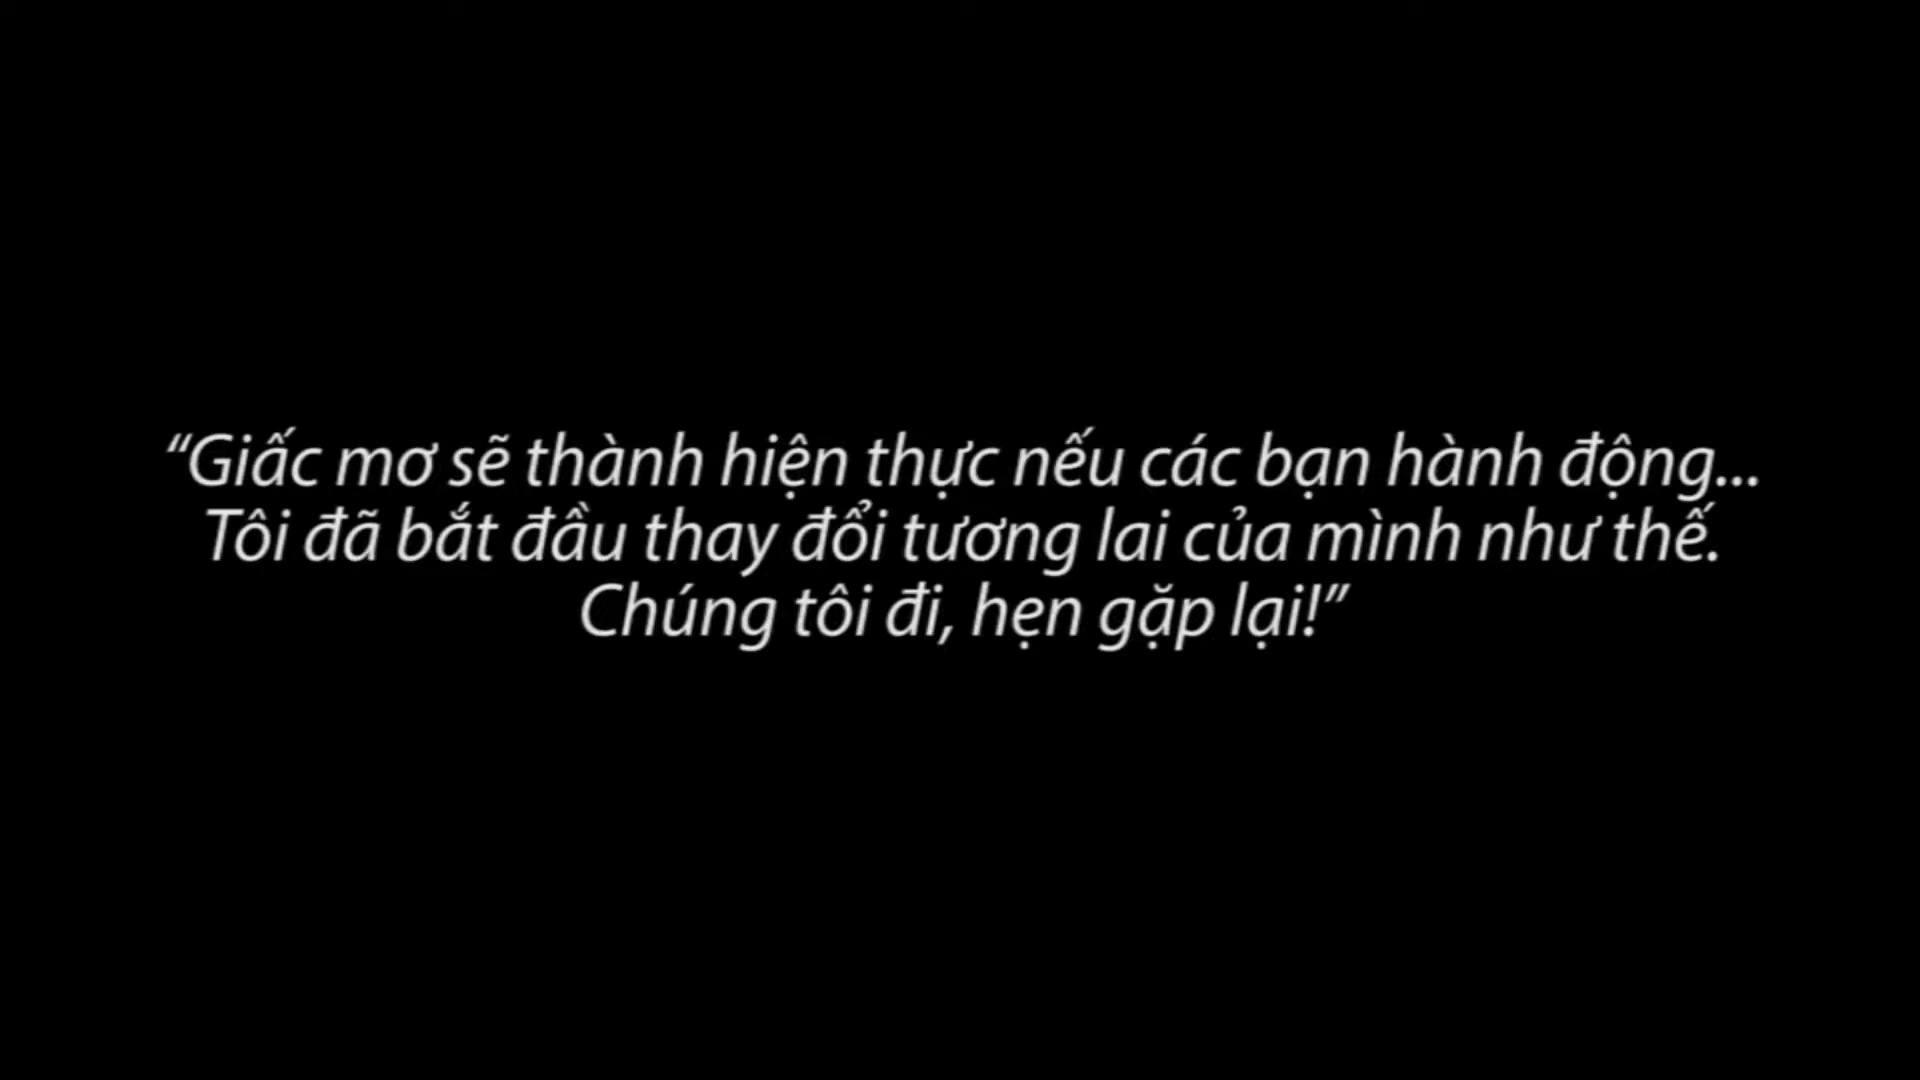 “Giấc mơ sẽ thành hiện thực nếu các bạn hành động...
Tôi đã bắt đầu thay đổi tương lai của mình như thế.
Chúng tôi đi, hẹn gặp lại!”